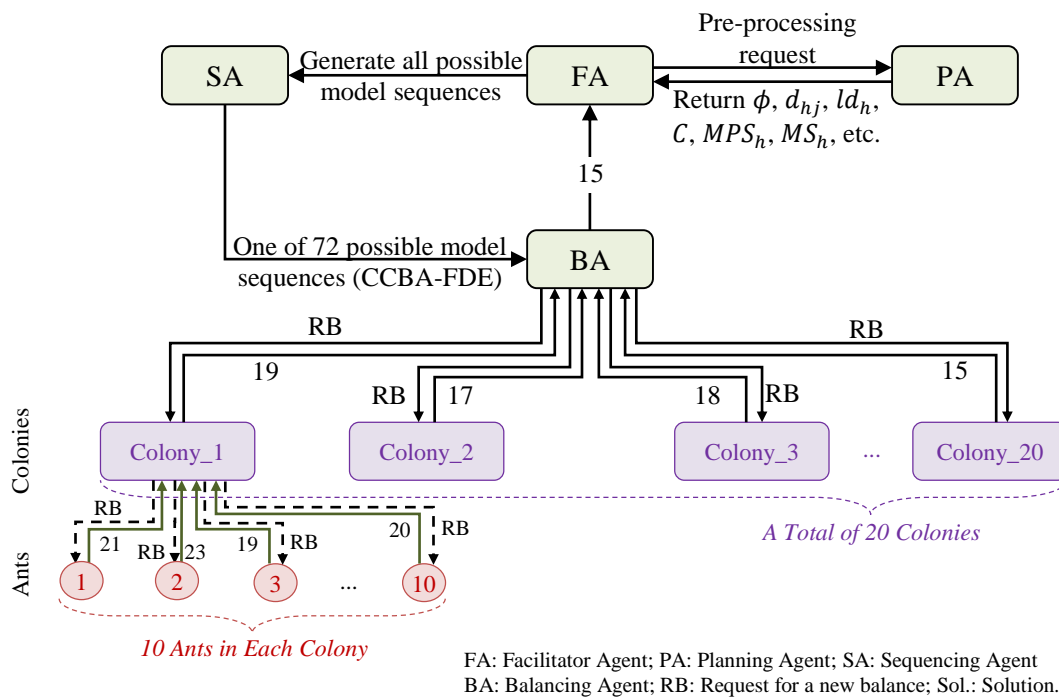 SA
Generate all possible
model sequences
FA
Pre-processing
request
Return ϕ, d_{hj}, ld_h,
C, MPS_h, MS_h, etc.
PA
15
One of 72 possible model
sequences (CCBA-FDE)
BA
RB
19
RB
17
18
RB
RB
15
Colonies
Colony_1
Colony_2
Colony_3
...
Colony_20
A Total of 20 Colonies
Ants
RB
21
RB
23
19
RB
20
RB
1
2
3
...
10
10 Ants in Each Colony
FA: Facilitator Agent; PA: Planning Agent; SA: Sequencing Agent
BA: Balancing Agent; RB: Request for a new balance; Sol.: Solution.